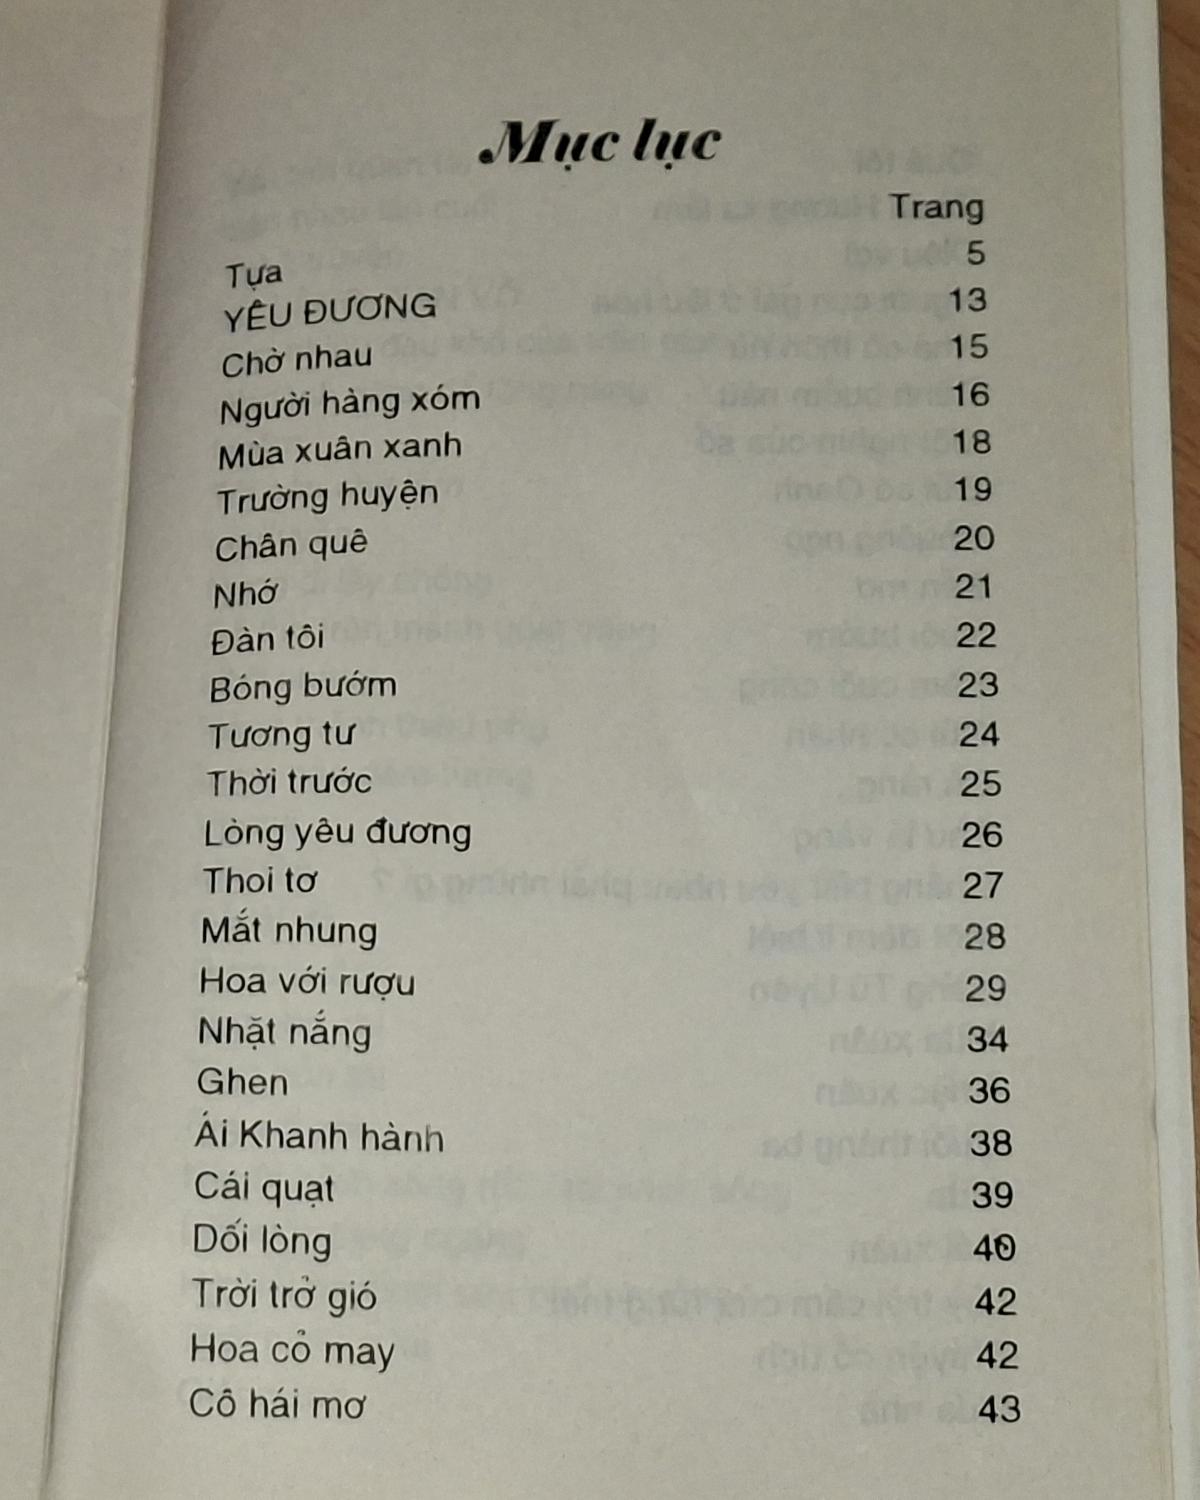 Mục lục
Trang
Tựa 5
YÊU ĐƯƠNG 13
Chờ nhau 15
Người hàng xóm 16
Mùa xuân xanh 18
Trường huyện 19
Chân quê 20
Nhớ 21
Đàn tôi 22
Bóng bướm 23
Tương tư 24
Thời trước 25
Lòng yêu đương 26
Thoi tơ 27
Mắt nhung 28
Hoa với rượu 29
Nhặt nắng 34
Ghen 36
Ái Khanh hành 38
Cái quạt 39
Dối lòng 40
Trời trở gió 42
Hoa cỏ may 42
Cô hái mơ 43